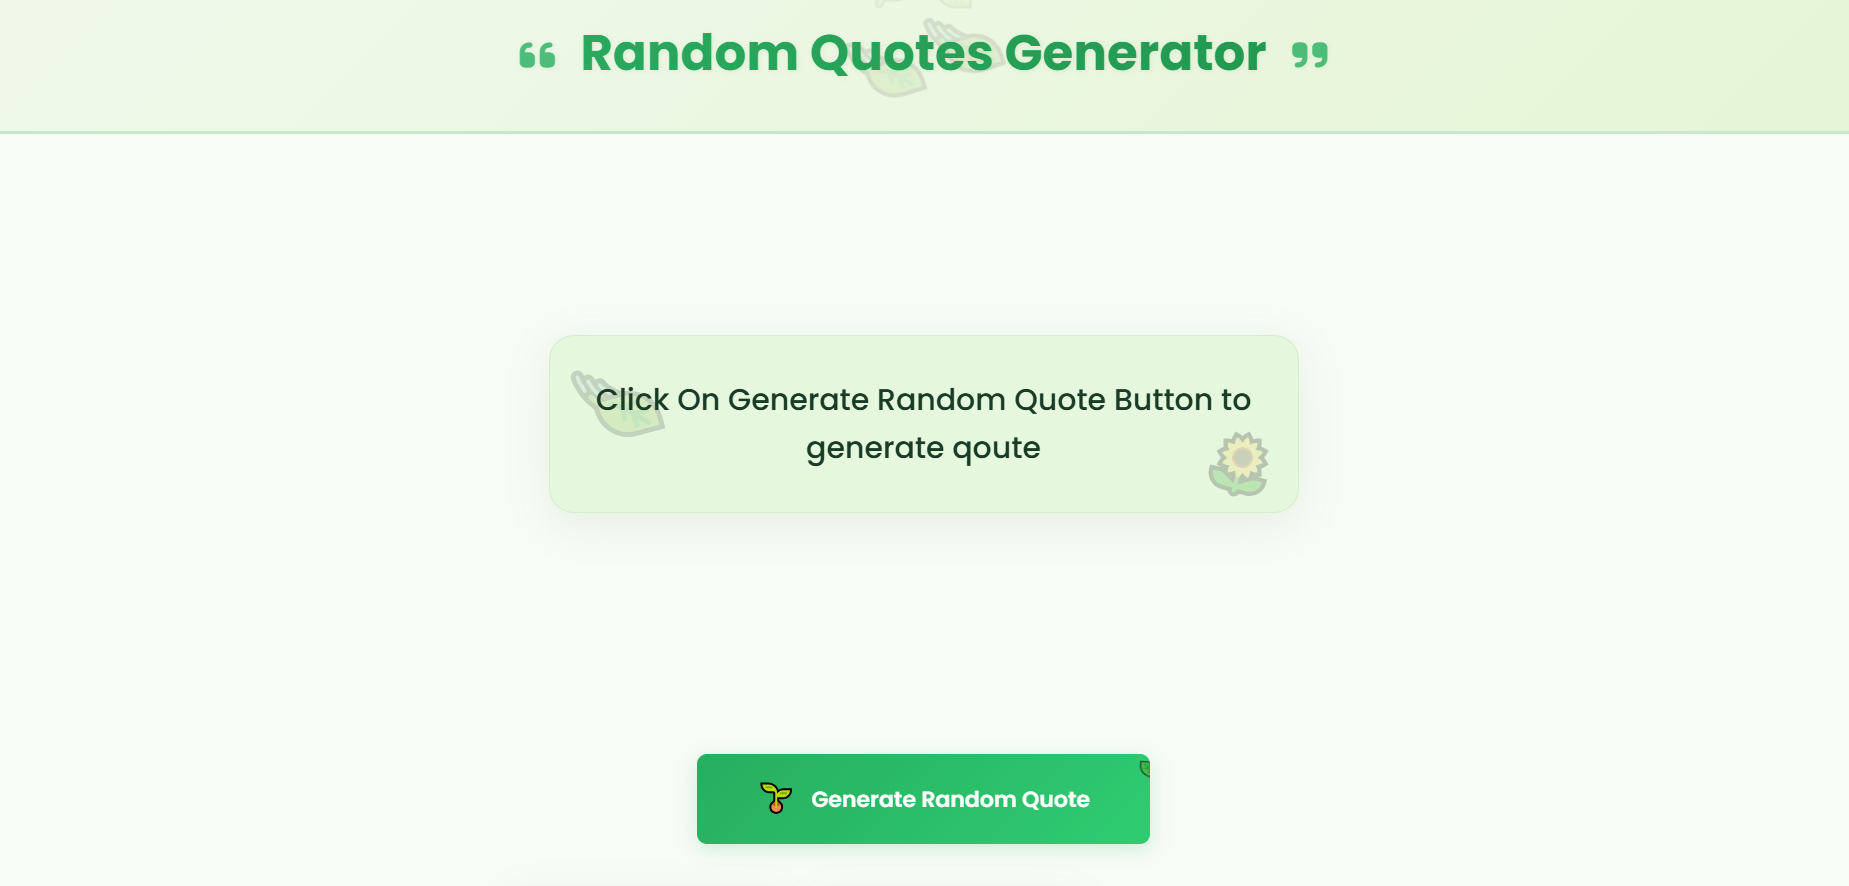 “ Random Quotes Generator ”
Click On Generate Random Quote Button to
generate qoute
Generate Random Quote